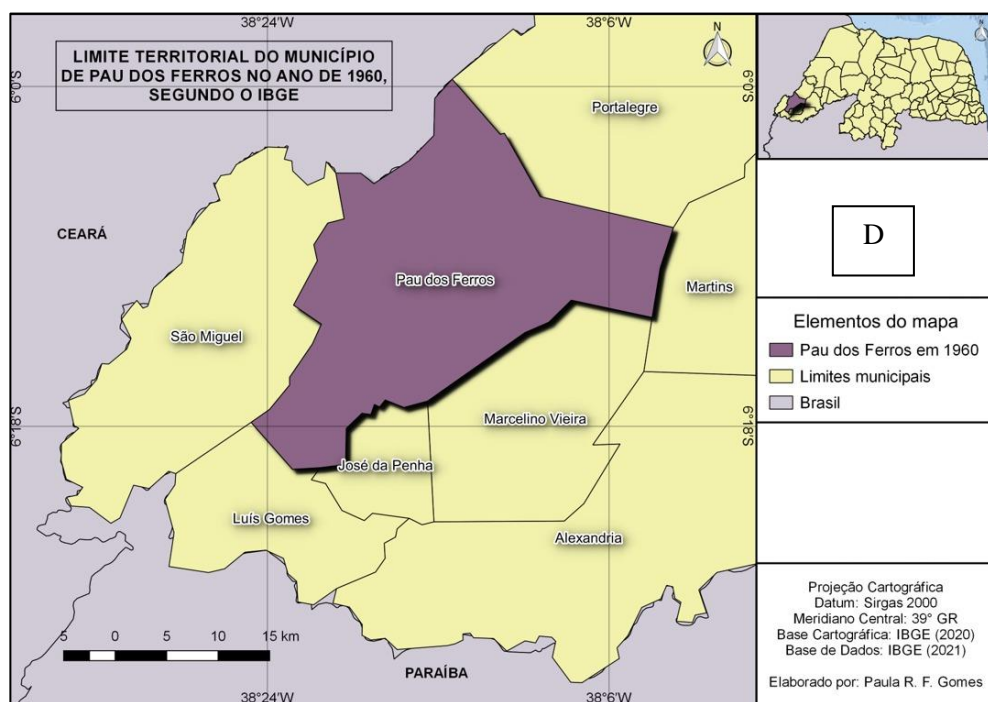 38°24'W
38°6'W
LIMITE TERRITORIAL DO MUNICÍPIO
DE PAU DOS FERROS NO ANO DE 1960,
SEGUNDO O IBGE
N
N
6°0'S
6°0'S
Portalegre
CEARÁ
D
Pau dos Ferros
Martins
São Miguel
Elementos do mapa
Pau dos Ferros em 1960
Limites municipais
Brasil
6°18'S
6°18'S
Marcelino Vieira
José da Penha
Luís Gomes
Alexandria
5 0 5 10 15 km
PARAÍBA
38°24'W
38°6'W
Projeção Cartográfica
Datum: Sirgas 2000
Meridiano Central: 39° GR
Base Cartográfica: IBGE (2020)
Base de Dados: IBGE (2021)
Elaborado por: Paula R. F. Gomes